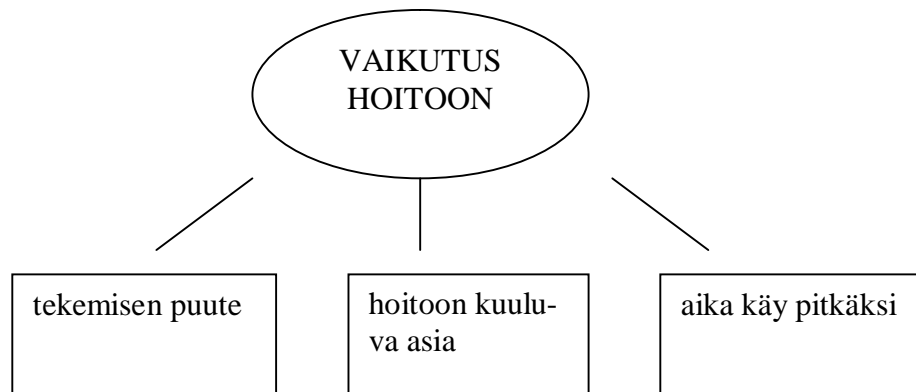 VAIKUTUS
HOITOON
tekemisen puute
hoitoon kuulu-
va asia
aika käy pitkäksi